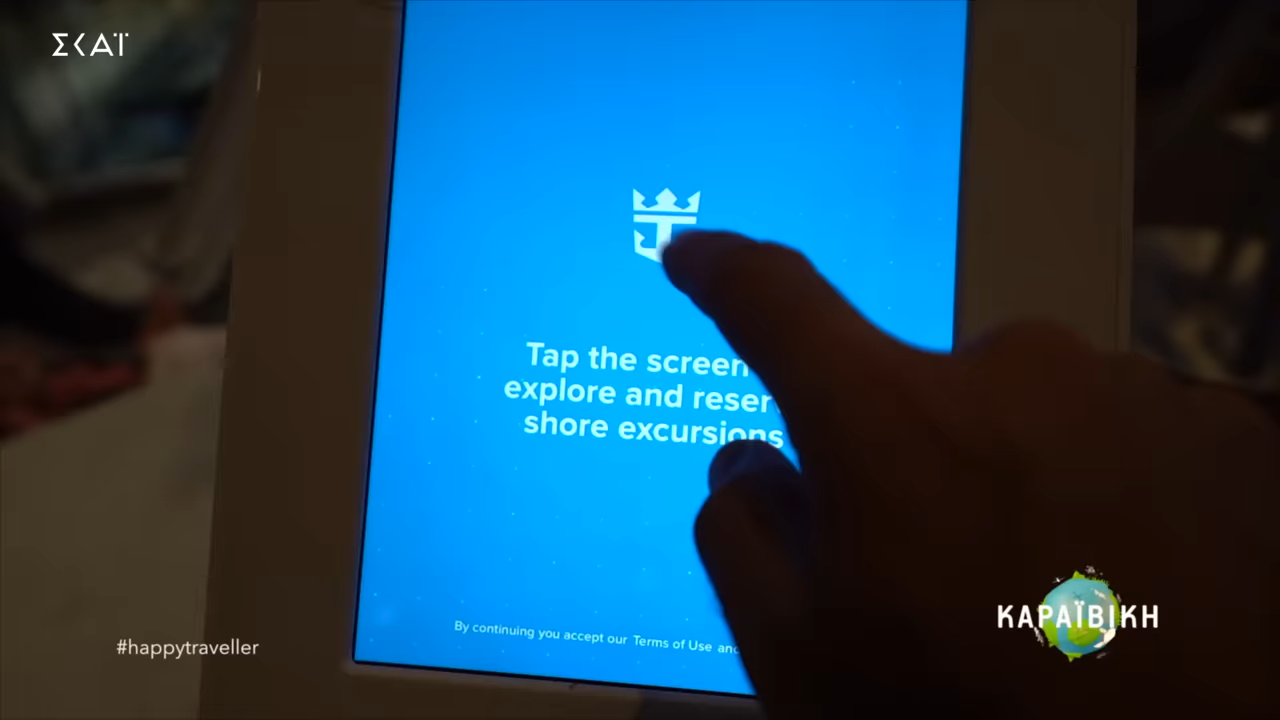 ΣΚΑΪ
Tap the screen
explore and
shore excursions
By continuing you accept our Terms of Use and
#happytraveller
ΚΑΡΑΪΒΙΚΗ